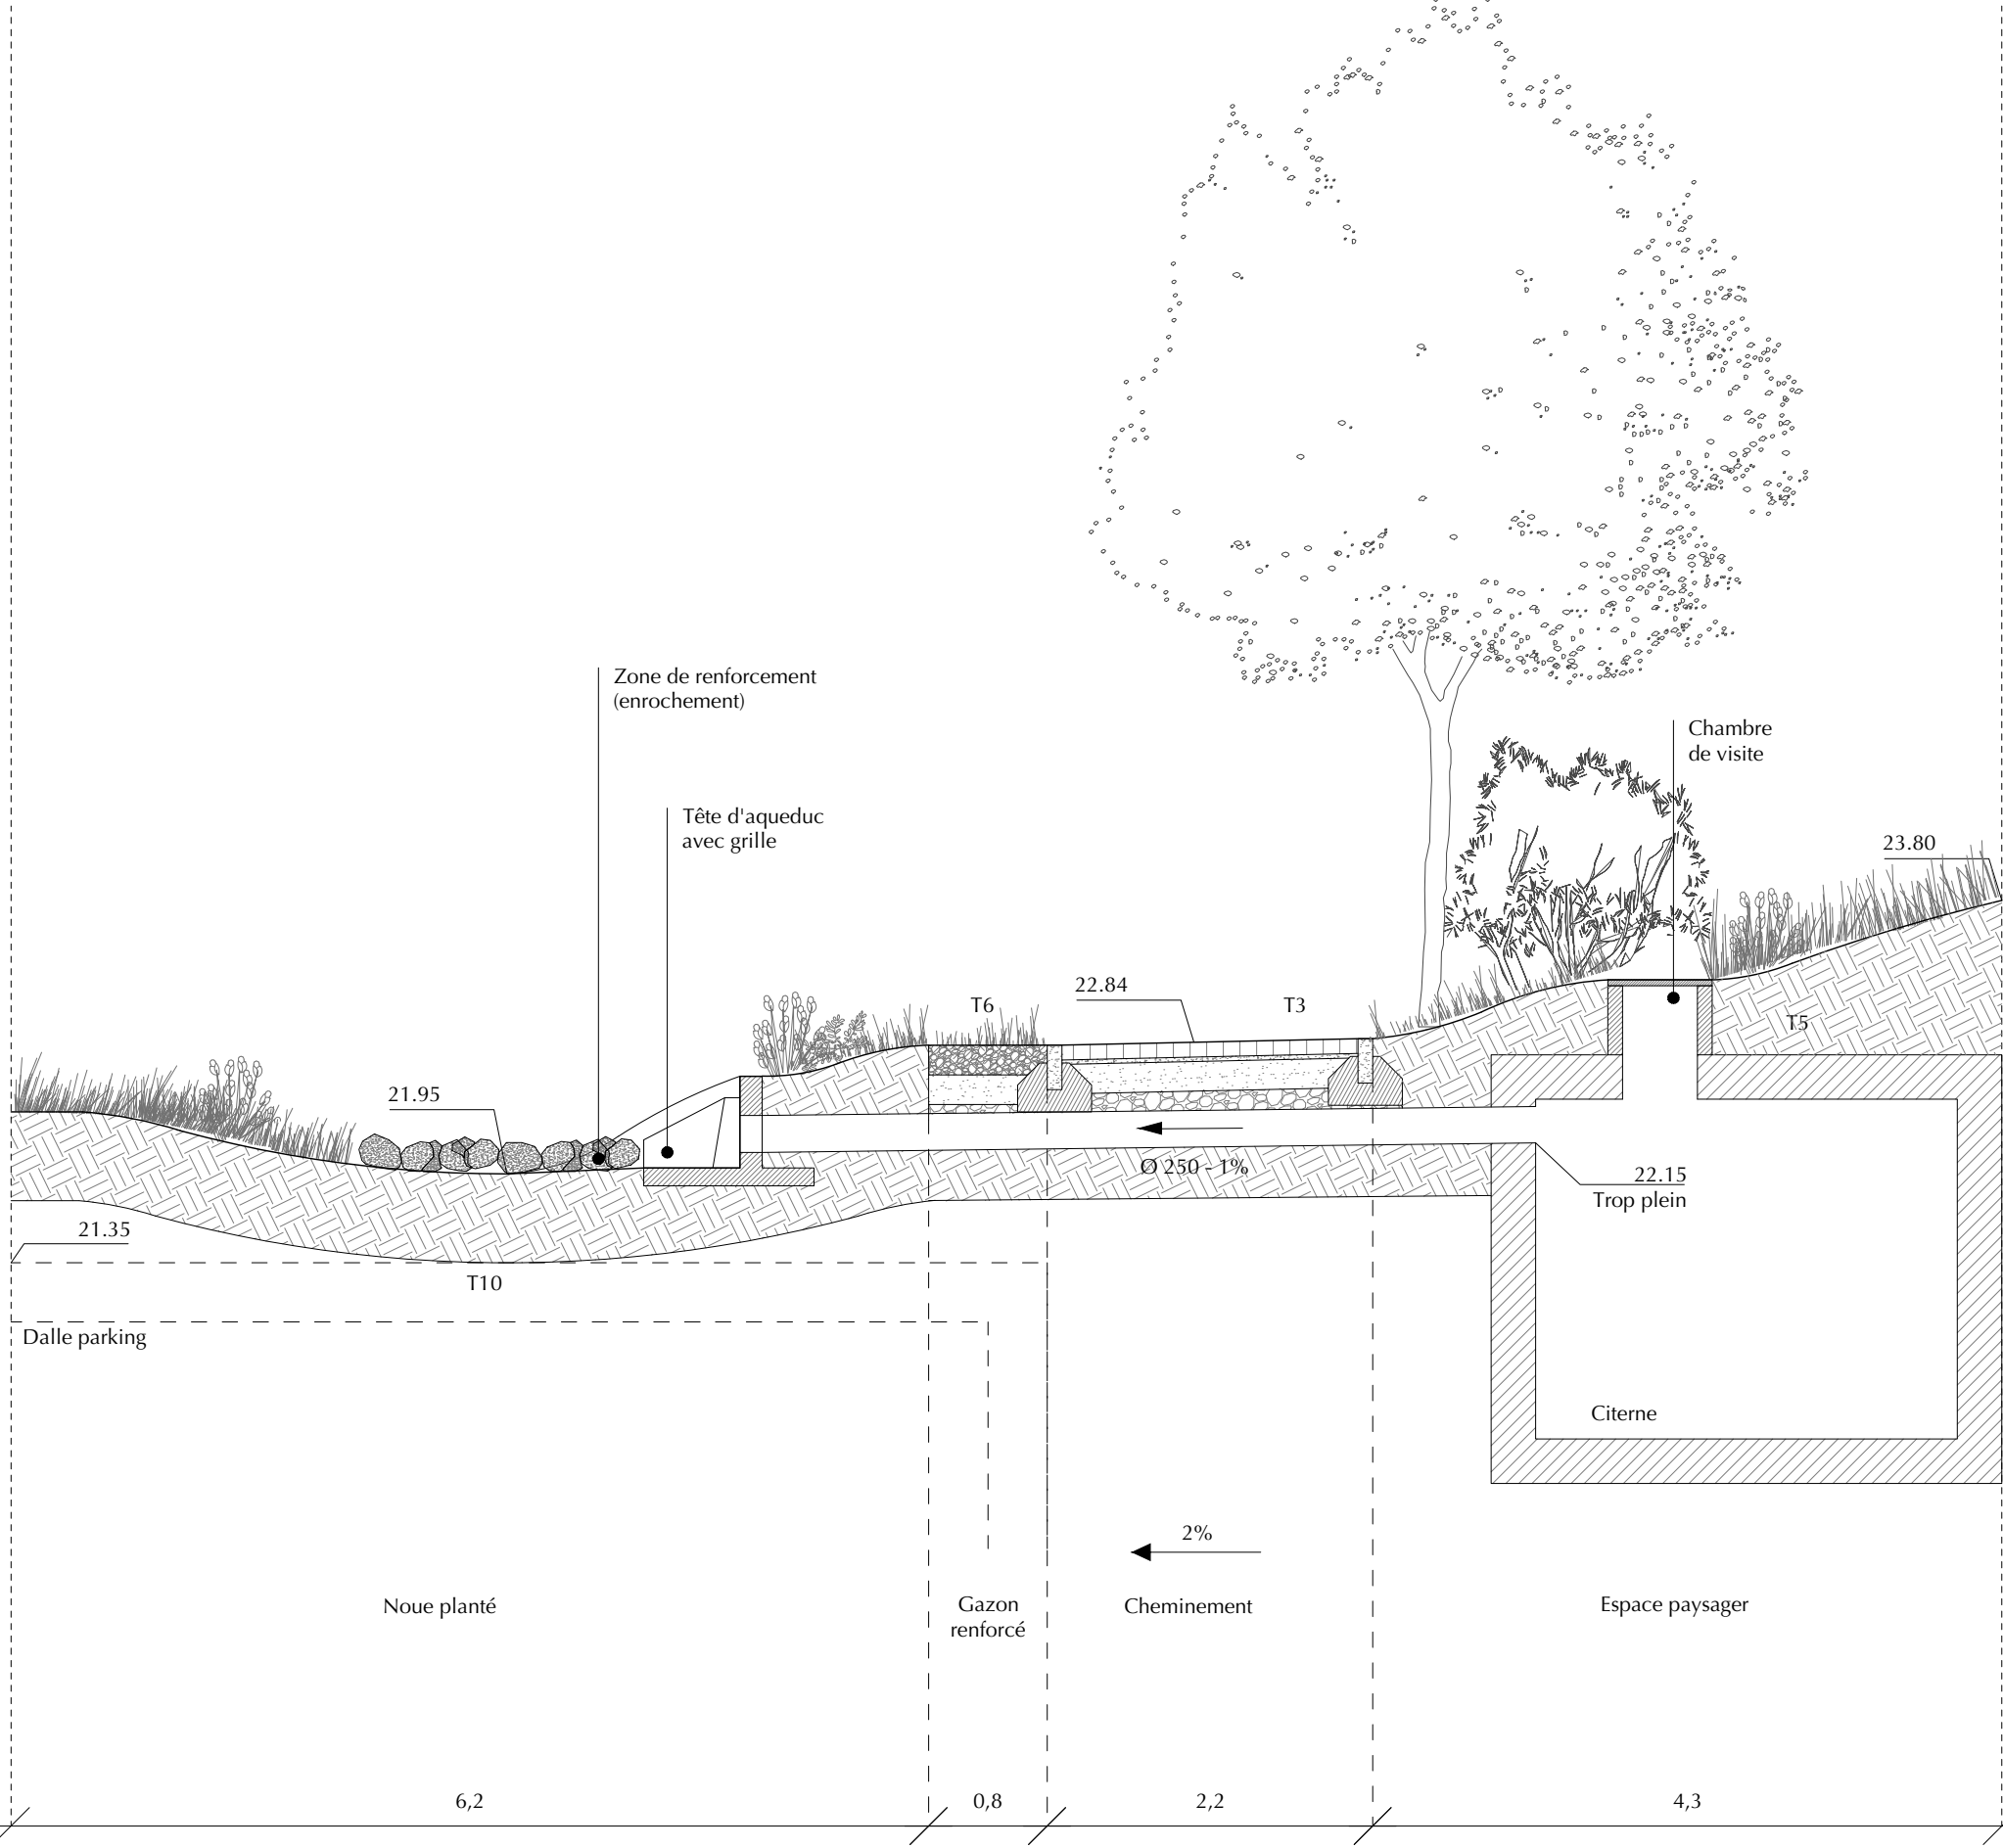 Zone de renforcement
(enrochement)
Chambre
de visite
Tête d'aqueduc
avec grille
23.80
22.84
T6
T3
T5
21.95
Ø 250 - 1%
22.15
Trop plein
21.35
T10
Dalle parking
Citerne
2%
Noue planté
Gazon
renforcé
Cheminement
Espace paysager
6,2
0,8
2,2
4,3